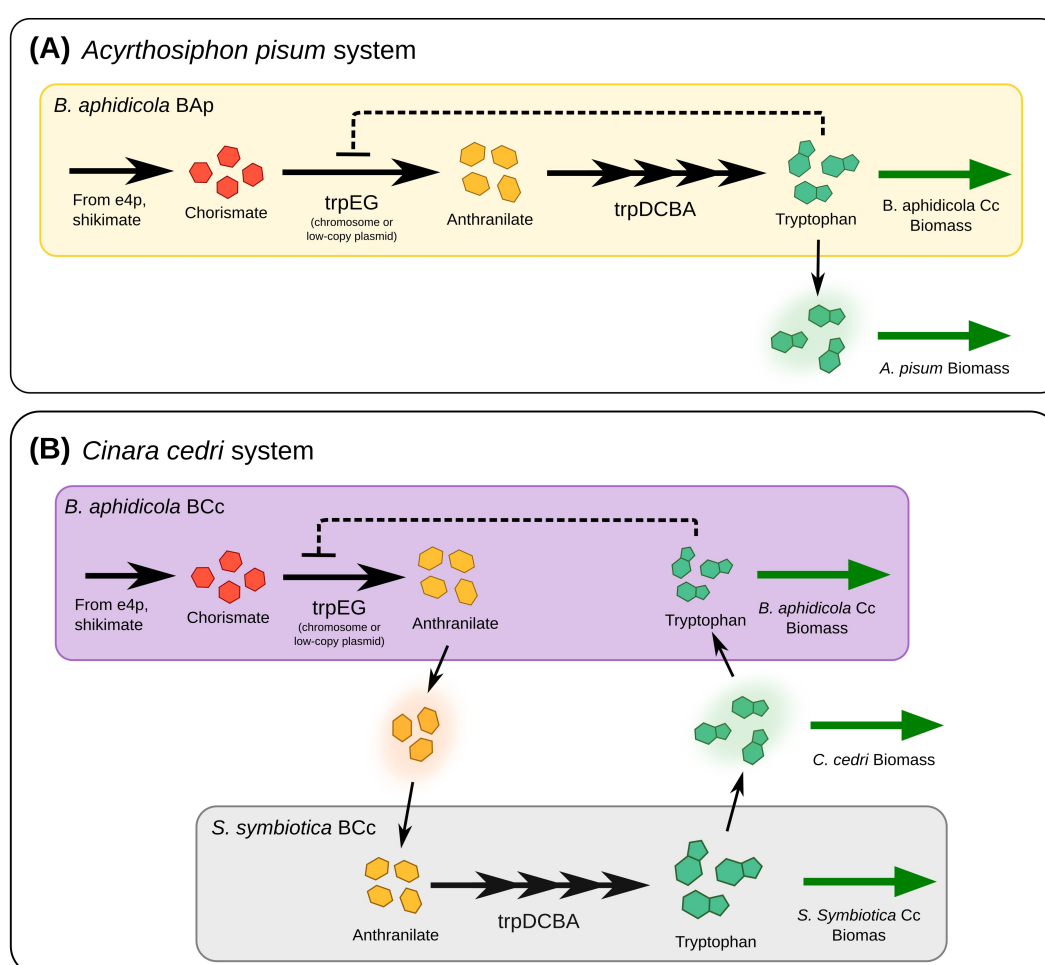 (A) Acyrthosiphon pisum system
B. aphidicola BAp
From e4p,
shikimate
Chorismate
trpEG
(chromosome or
low-copy plasmid)
Anthranilate
trpDCBA
Tryptophan
B. aphidicola Cc
Biomass
A. pisum Biomass
(B) Cinara cedri system
B. aphidicola BCc
From e4p,
shikimate
Chorismate
trpEG
(chromosome or
low-copy plasmid)
Anthranilate
Tryptophan
B. aphidicola Cc
Biomass
C. cedri Biomass
S. symbiotica BCc
Anthranilate
trpDCBA
Tryptophan
S. Symbiotica Cc
Biomas